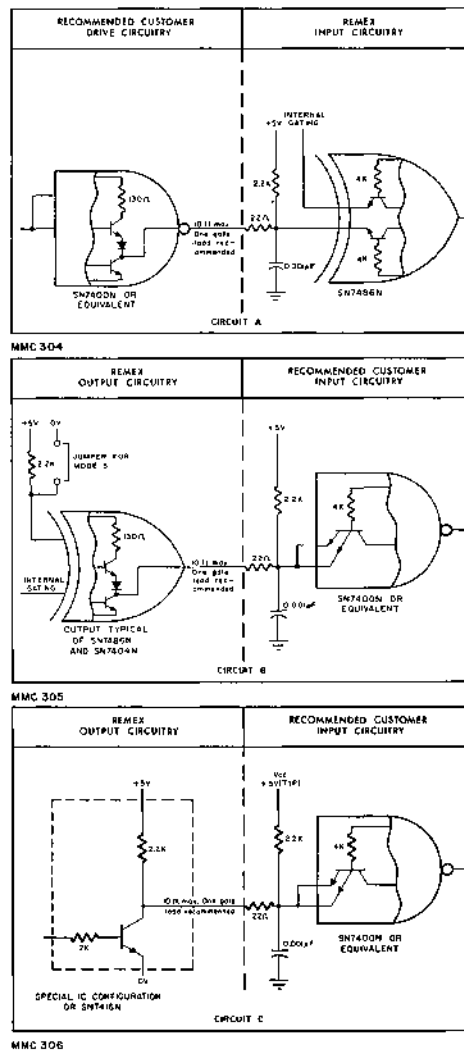 RECOMMENDED CUSTOMER
DRIVE CIRCUITRY
REMEX
INPUT CIRCUITRY
INTERNAL
GATING
+5V
2.2K
4K
130Ω
10 ft max
One gate
load rec-
ommended
22Ω
4K
SN7400N OR
EQUIVALENT
SN7486N
CIRCUIT A
MMC 304
REMEX
OUTPUT CIRCUITRY
RECOMMENDED CUSTOMER
INPUT CIRCUITRY
+5V
0V
2.2K
JUMPER FOR
MODE 5
+5V
2.2K
4K
130Ω
10 ft max
One gate
load rec-
ommended
22Ω
INTERNAL
GATING
0.001µF
SN7400N OR
EQUIVALENT
OUTPUT TYPICAL
OF SN7486N
AND SN7404N
CIRCUIT B
MMC 305
REMEX
OUTPUT CIRCUITRY
RECOMMENDED CUSTOMER
INPUT CIRCUITRY
+5V
Vcc
+5V(TYP)
2.2K
2.2K
4K
10 ft max, One gate
load recommended
22Ω
2K
0V
0.001µF
SN7400N OR
EQUIVALENT
SPECIAL IC CONFIGURATION
OR SN7416N
CIRCUIT C
MMC 306